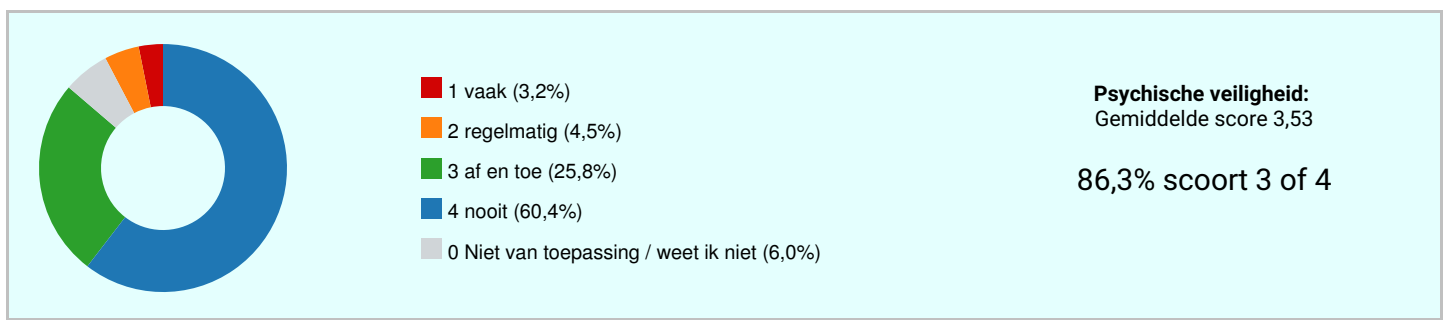 1 vaak (3,2%)
2 regelmatig (4,5%)
3 af en toe (25,8%)
4 nooit (60,4%)
0 Niet van toepassing / weet ik niet (6,0%)
Psychische veiligheid:
Gemiddelde score 3,53
86,3% scoort 3 of 4